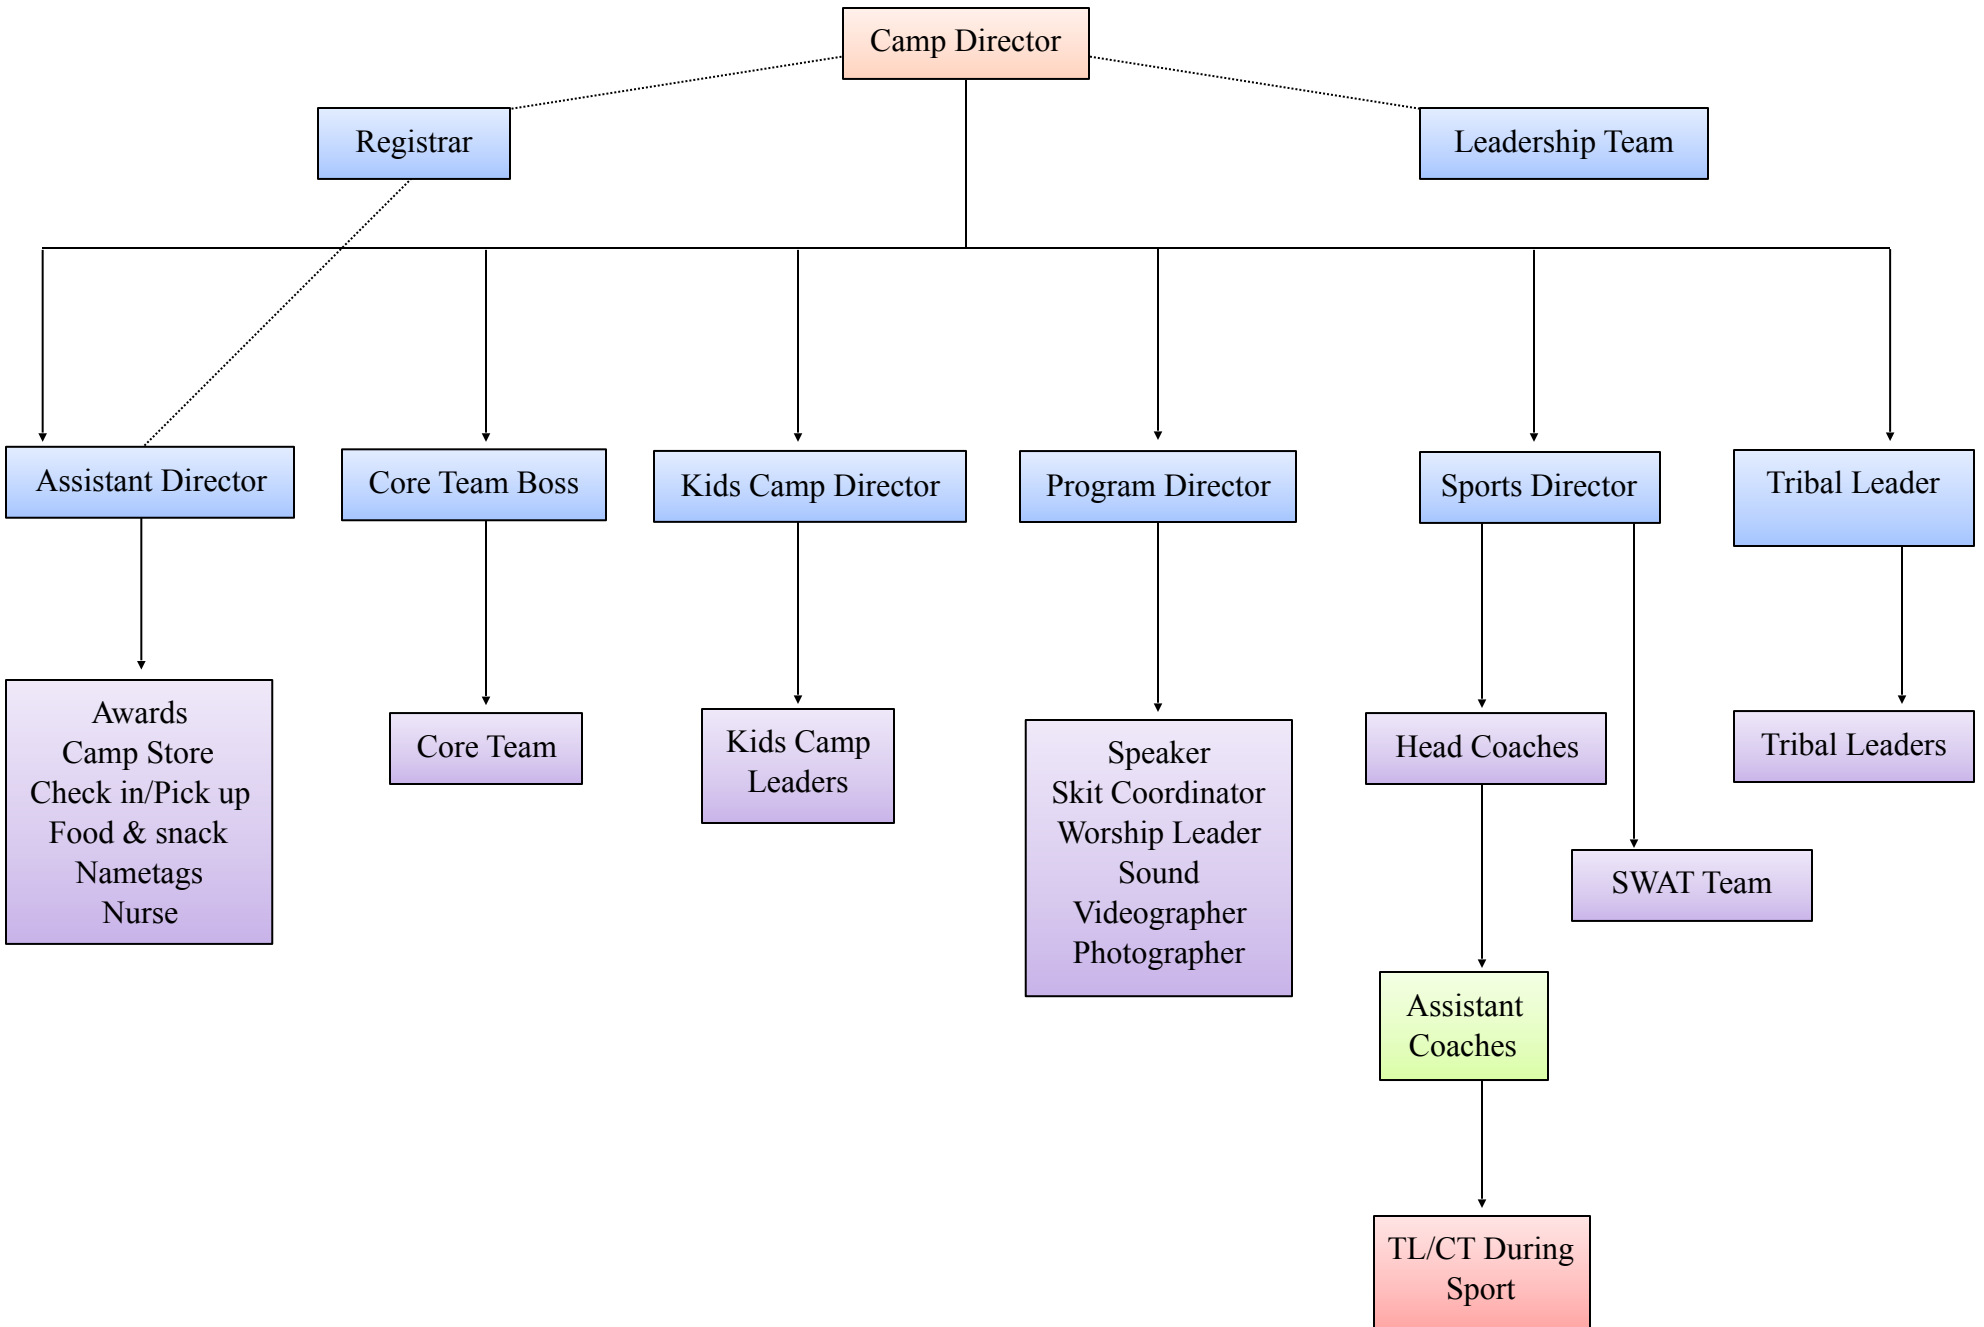 Camp Director
Registrar
Leadership Team
Assistant Director
Core Team Boss
Kids Camp Director
Program Director
Sports Director
Tribal Leader
Awards
Camp Store
Check in/Pick up
Food & snack
Nametags
Nurse
Core Team
Kids Camp
Leaders
Speaker
Skit Coordinator
Worship Leader
Sound
Videographer
Photographer
Head Coaches
Tribal Leaders
SWAT Team
Assistant
Coaches
TL/CT During
Sport